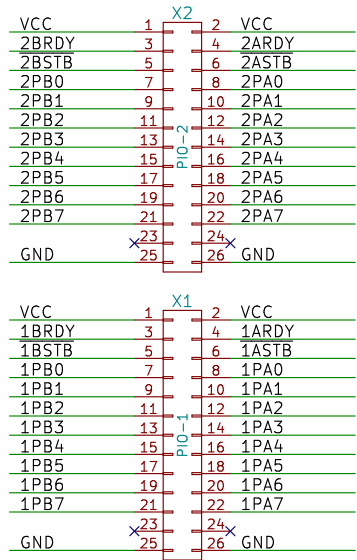 X2
VCC 1 2 VCC
2BRDY 3 4 2ARDY
2BSTB 5 6 2ASTB
2PB0 7 8 2PA0
2PB1 9 10 2PA1
2PB2 11 12 2PA2
2PB3 13 14 2PA3
2PB4 15 16 2PA4
2PB5 17 18 2PA5
2PB6 19 20 2PA6
2PB7 21 22 2PA7
23 24
GND 25 26 GND
PIO-2
X1
VCC 1 2 VCC
1BRDY 3 4 1ARDY
1BSTB 5 6 1ASTB
1PB0 7 8 1PA0
1PB1 9 10 1PA1
1PB2 11 12 1PA2
1PB3 13 14 1PA3
1PB4 15 16 1PA4
1PB5 17 18 1PA5
1PB6 19 20 1PA6
1PB7 21 22 1PA7
23 24
GND 25 26 GND
PIO-1